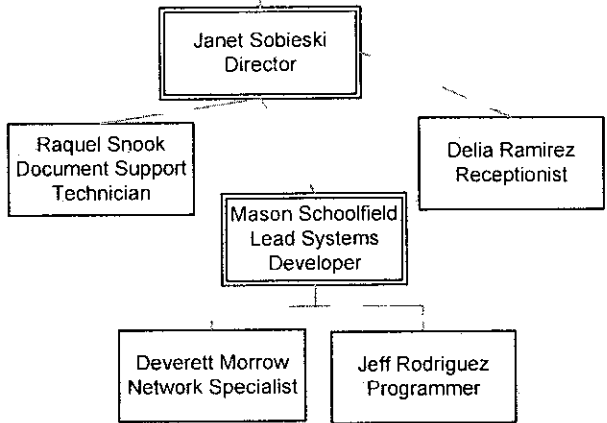 Janet Sobieski
Director
Raquel Snook
Document Support
Technician
Delia Ramirez
Receptionist
Mason Schoolfield
Lead Systems
Developer
Deverett Morrow
Network Specialist
Jeff Rodriguez
Programmer